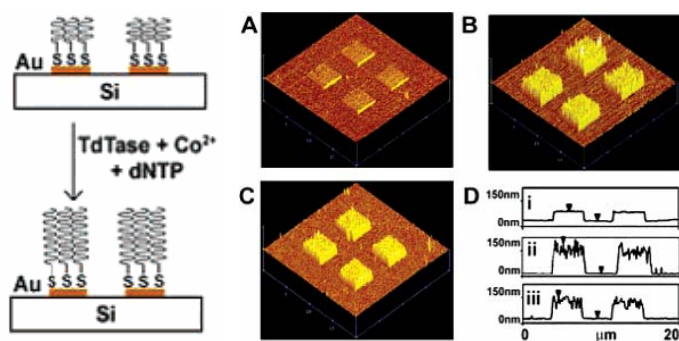 S S S
S S S
Au
Si
TdTase + Co²⁺
+ dNTP
S S S
S S S
Au
Si
A
B
C
D
150nm
0nm
i
150nm
0nm
ii
150nm
0nm
iii
0
μm
20